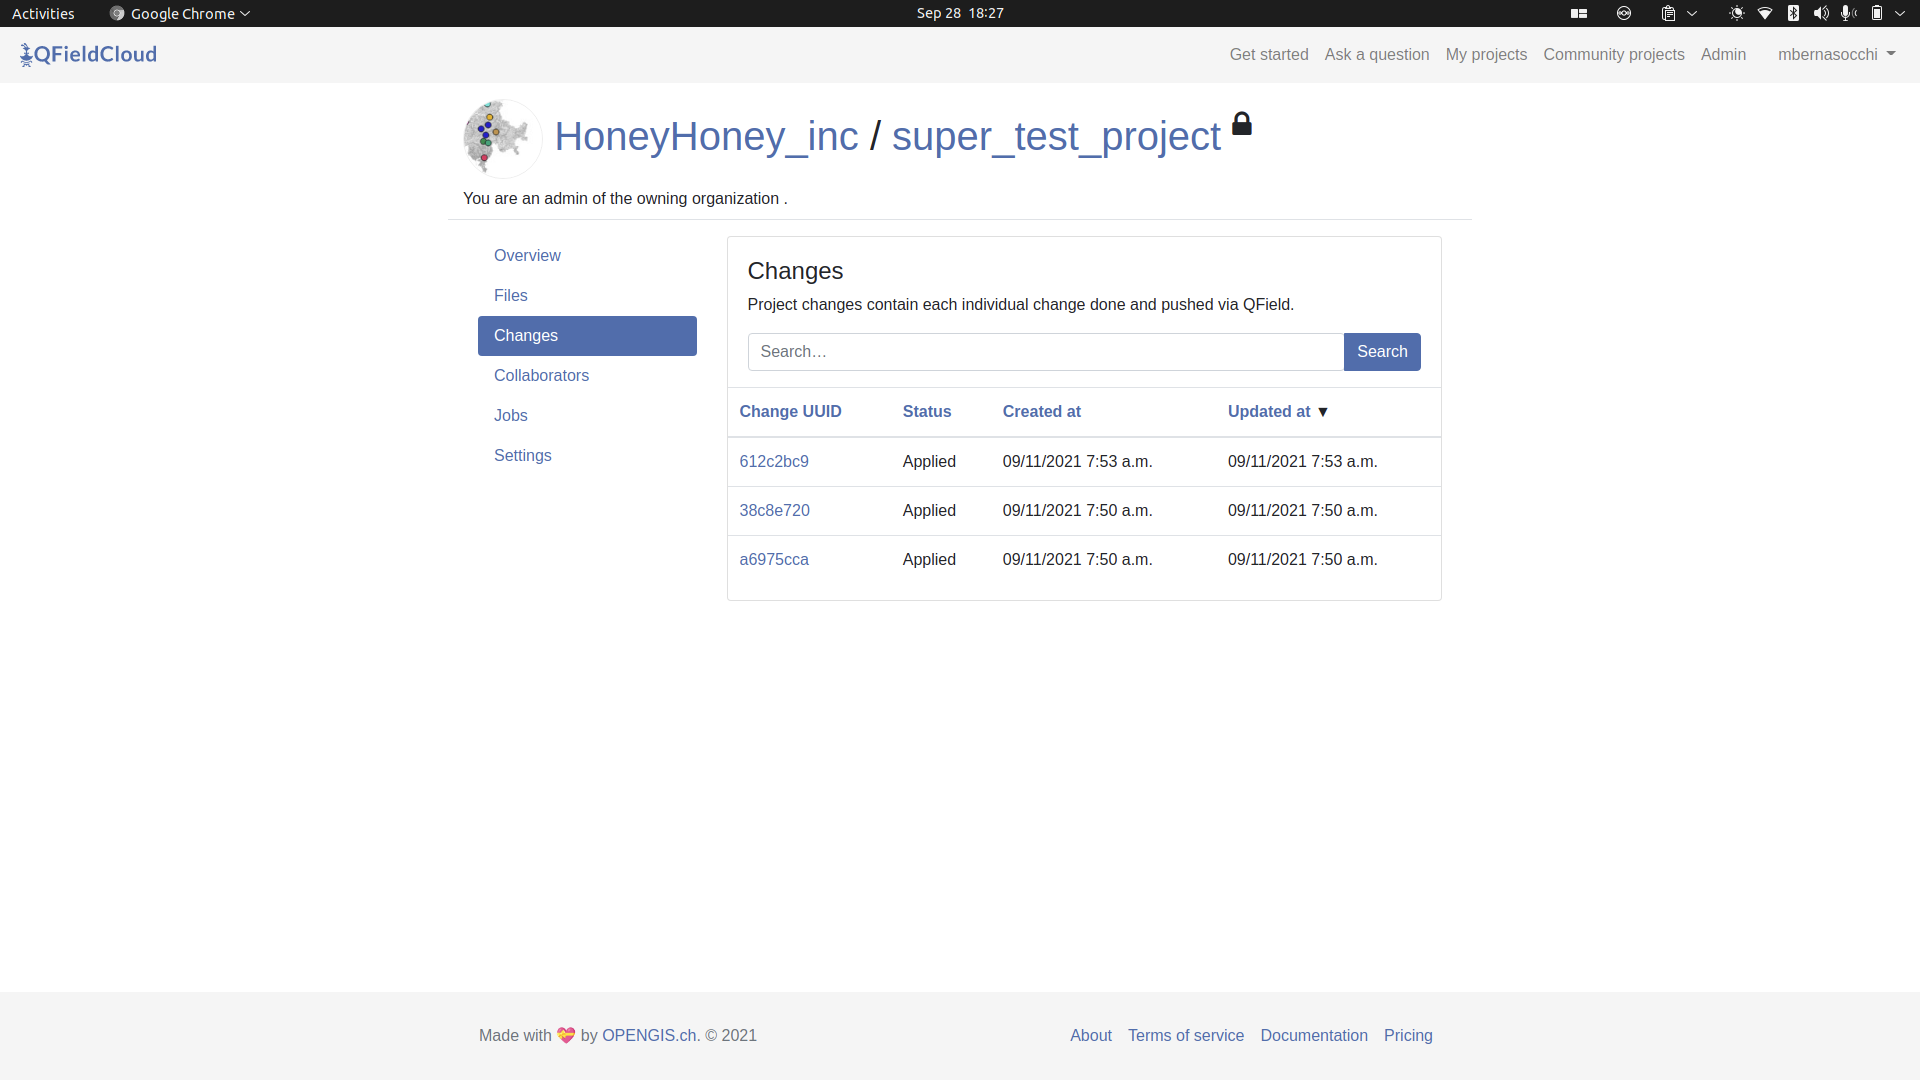 Activities Google Chrome Sep 28 18:27
QFieldCloud Get started Ask a question My projects Community projects Admin mbernasocchi
HoneyHoney_inc / super_test_project
You are an admin of the owning organization .
Overview
Files
Changes
Collaborators
Jobs
Settings
Changes
Project changes contain each individual change done and pushed via QField.
Search… Search
Change UUID Status Created at Updated at ▼
612c2bc9 Applied 09/11/2021 7:53 a.m. 09/11/2021 7:53 a.m.
38c8e720 Applied 09/11/2021 7:50 a.m. 09/11/2021 7:50 a.m.
a6975cca Applied 09/11/2021 7:50 a.m. 09/11/2021 7:50 a.m.
Made with 💝 by OPENGIS.ch. © 2021 About Terms of service Documentation Pricing